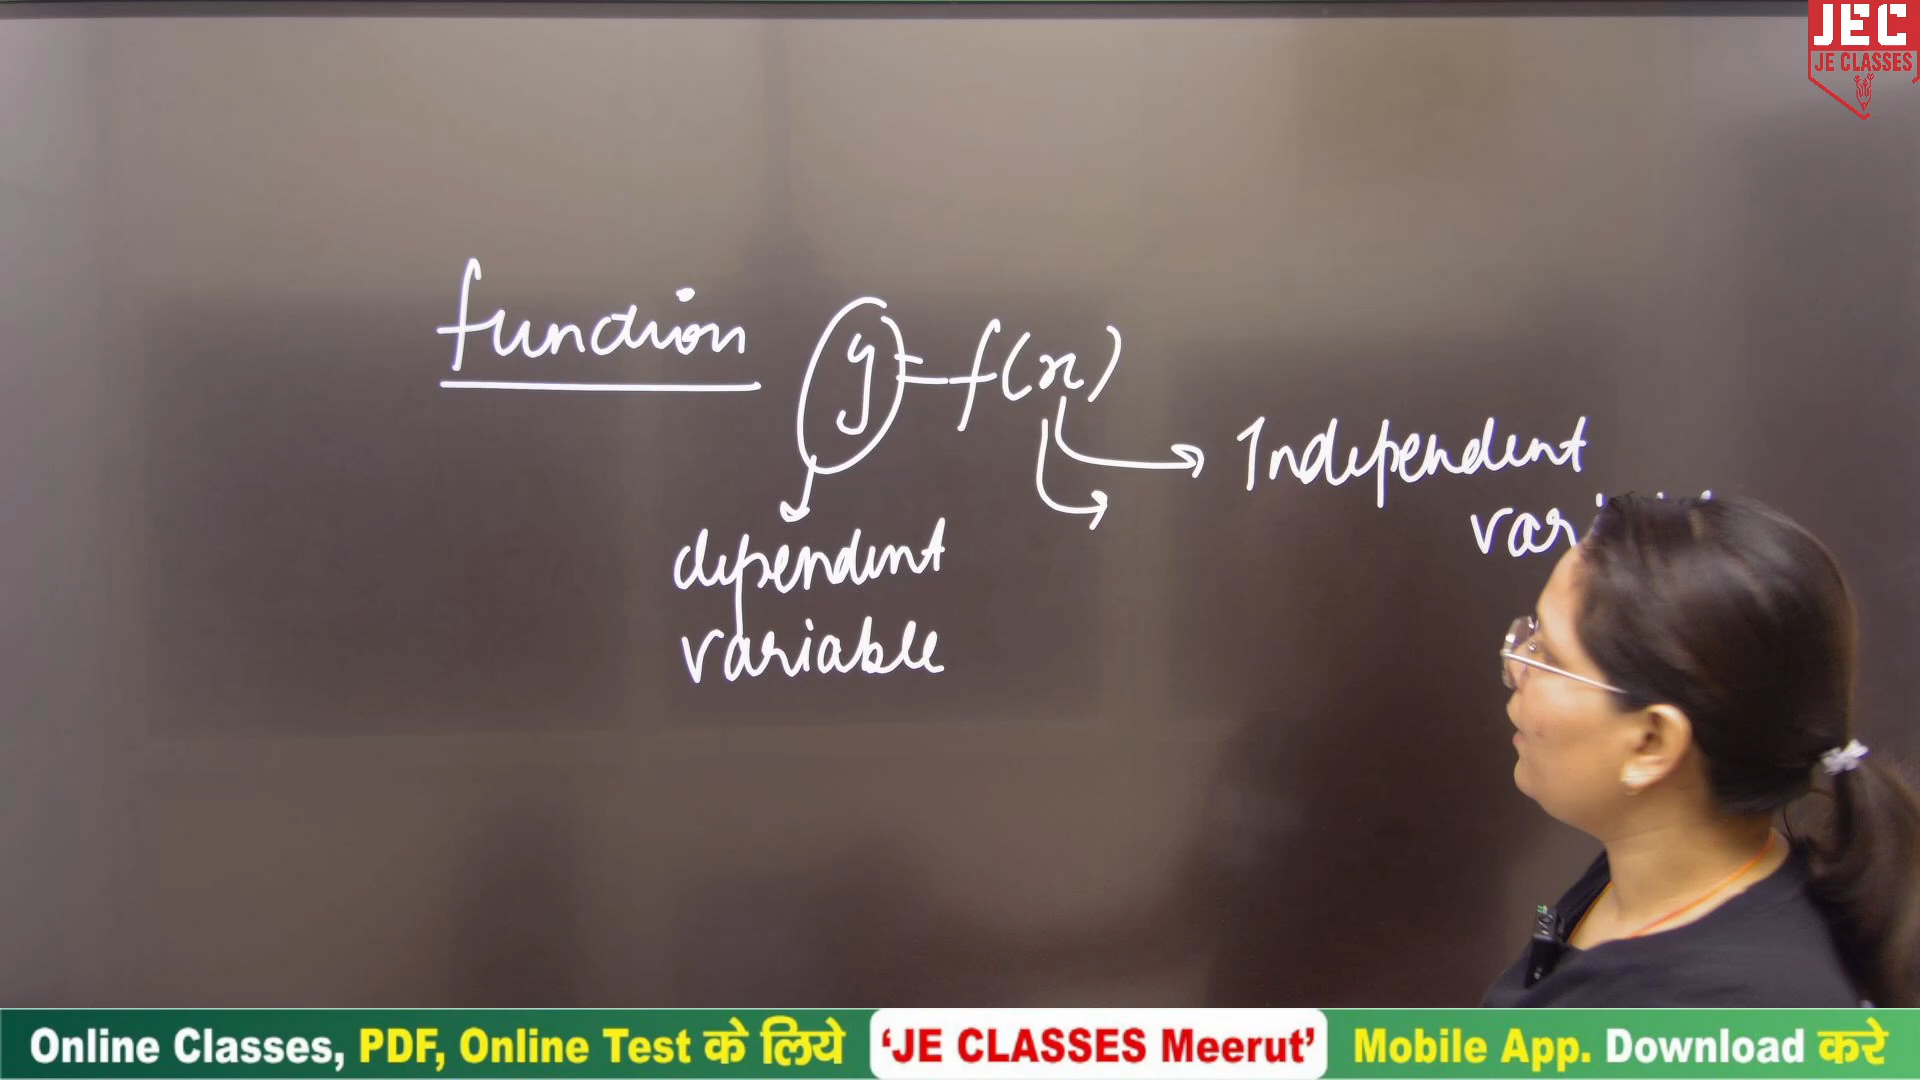 JEC
JE CLASSES
function y = f(x)
Independent
dependent
variable
Online Classes, PDF, Online Test के लिये 'JE CLASSES Meerut' Mobile App. Download करे